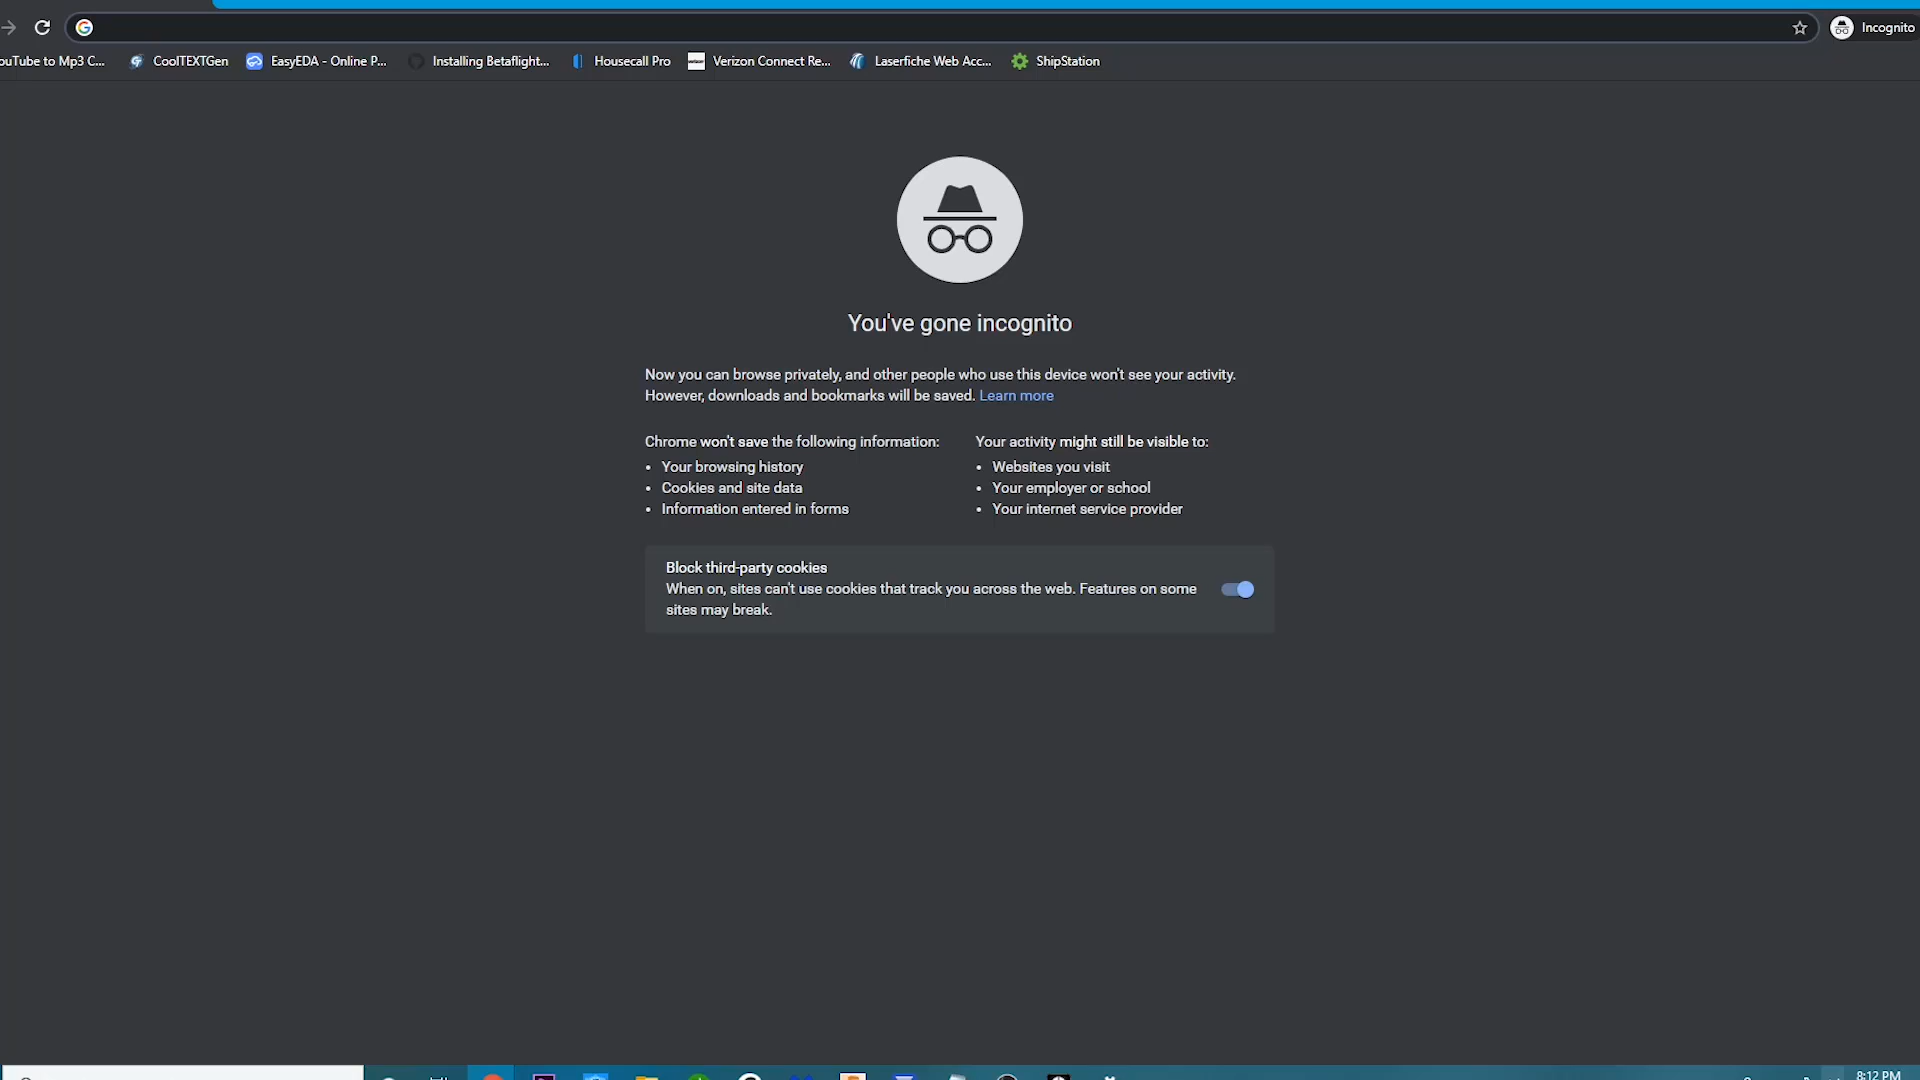 Incognito
ouTube to Mp3 C... CoolTEXTGen EasyEDA - Online P... Installing Betaflight... Housecall Pro Verizon Connect Re... Laserfiche Web Acc... ShipStation
You've gone incognito
Now you can browse privately, and other people who use this device won't see your activity.
However, downloads and bookmarks will be saved. Learn more
Chrome won't save the following information:
• Your browsing history
• Cookies and site data
• Information entered in forms
Your activity might still be visible to:
• Websites you visit
• Your employer or school
• Your internet service provider
Block third-party cookies
When on, sites can't use cookies that track you across the web. Features on some
sites may break.
8:12 PM